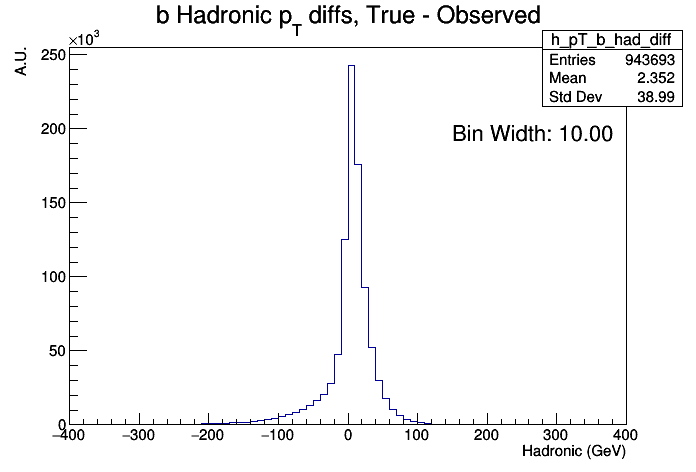 b Hadronic pT diffs, True - Observed
×10³
A.U.
h_pT_b_had_diff
Entries 943693
Mean 2.352
Std Dev 38.99
Bin Width: 10.00
250
200
150
100
50
0
−400 −300 −200 −100 0 100 200 300 400
Hadronic (GeV)